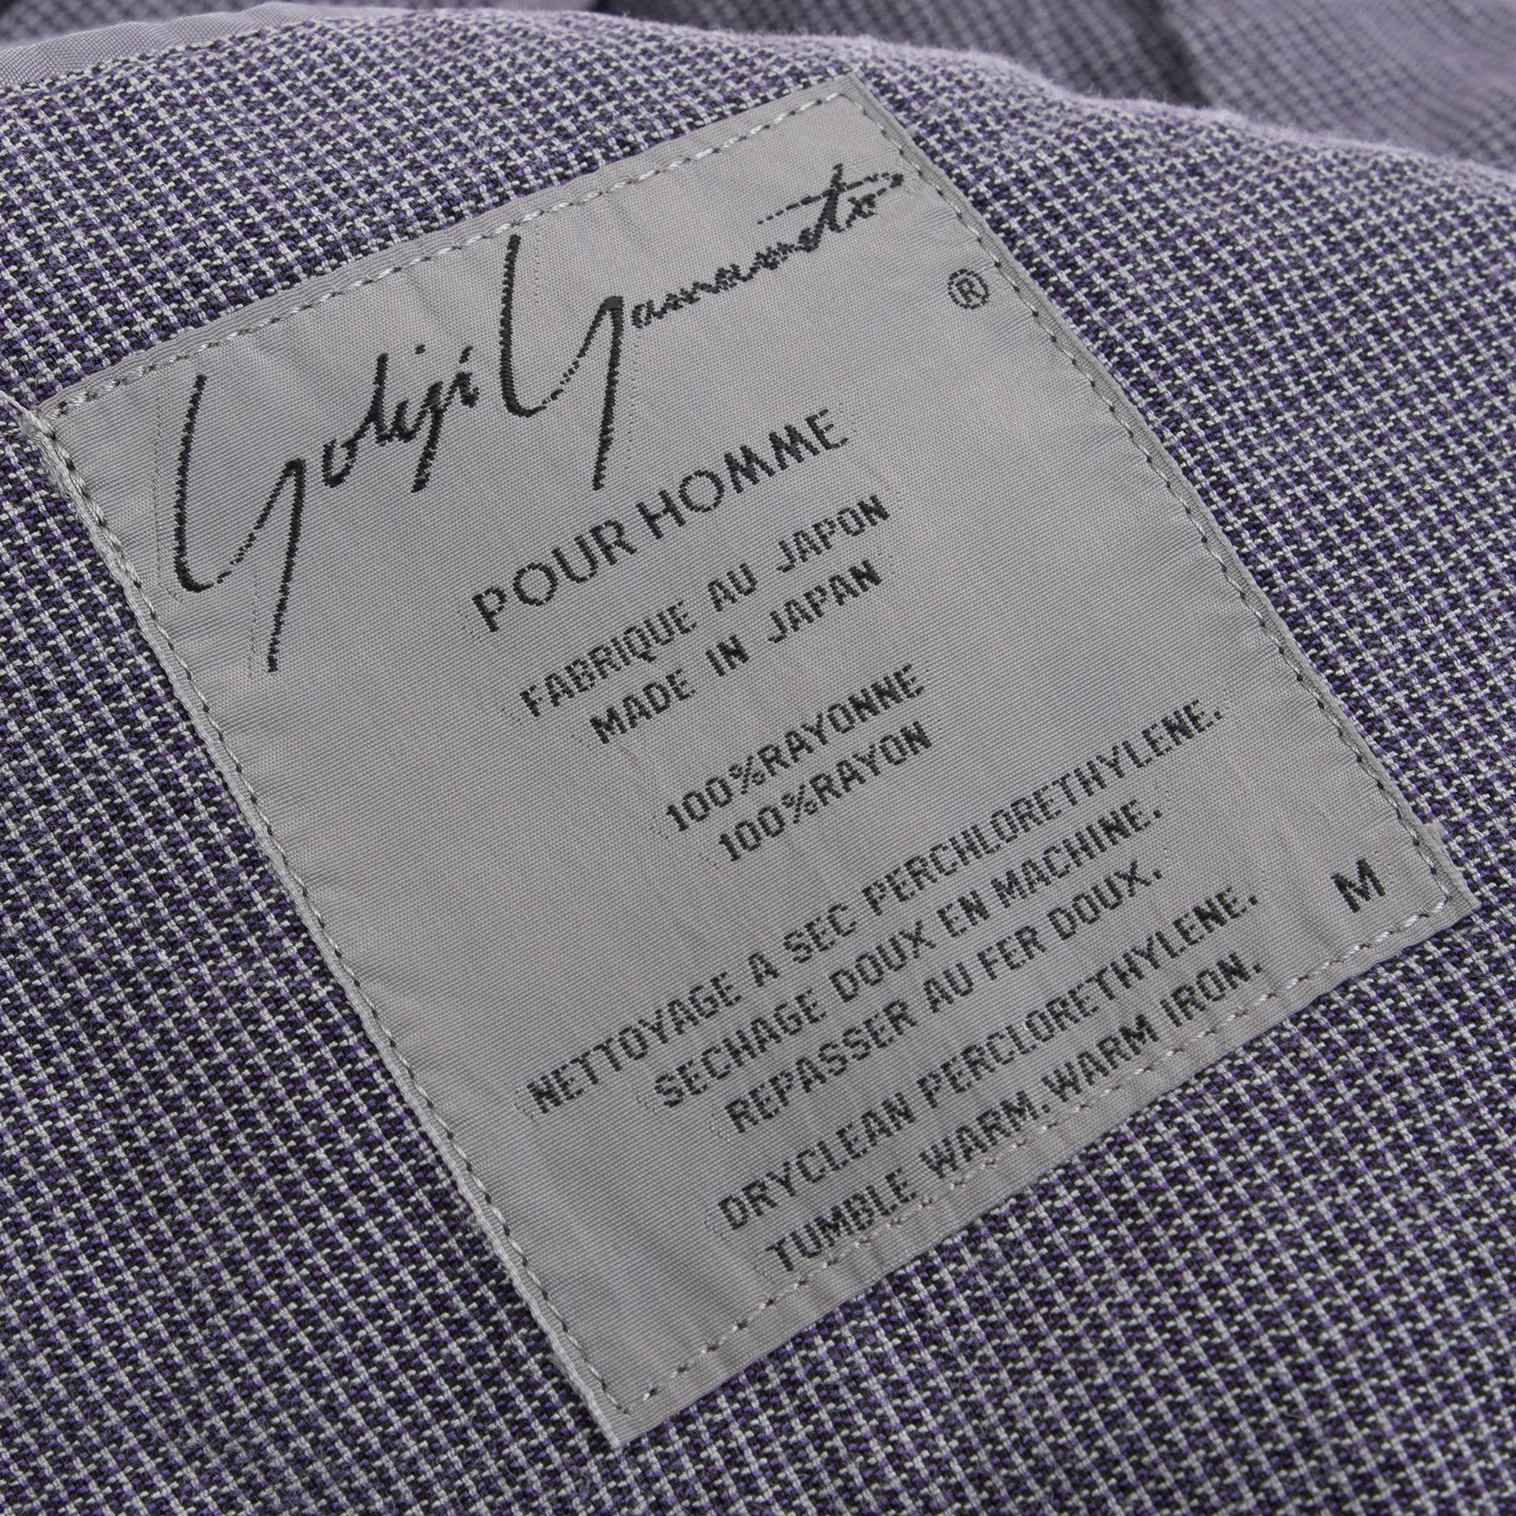 Yohji Yamamoto
®
POUR HOMME
FABRIQUE AU JAPON
MADE IN JAPAN
100%RAYONNE
100%RAYON
NETTOYAGE A SEC PERCHLORETHYLENE.
SECHAGE DOUX EN MACHINE.
REPASSER AU FER DOUX.
DRYCLEAN PERCLORETHYLENE.
TUMBLE WARM.WARM IRON.
M